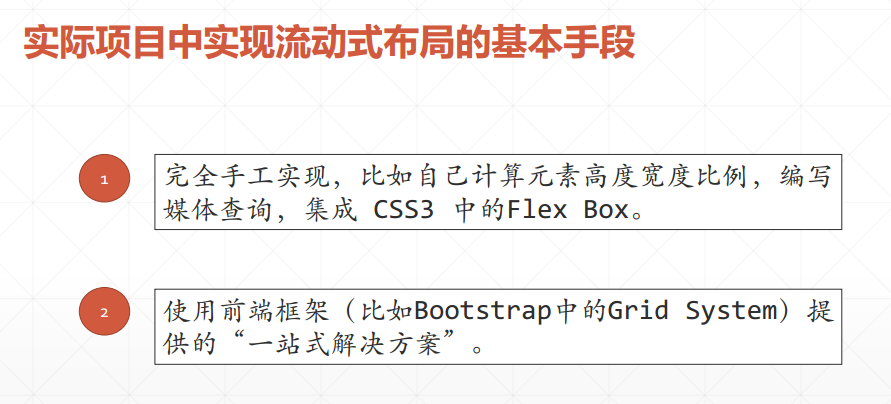 实际项目中实现流动式布局的基本手段
1
完全手工实现，比如自己计算元素高度宽度比例，编写
媒体查询，集成 CSS3 中的Flex Box。
2
使用前端框架（比如Bootstrap中的Grid System）提
供的“一站式解决方案”。